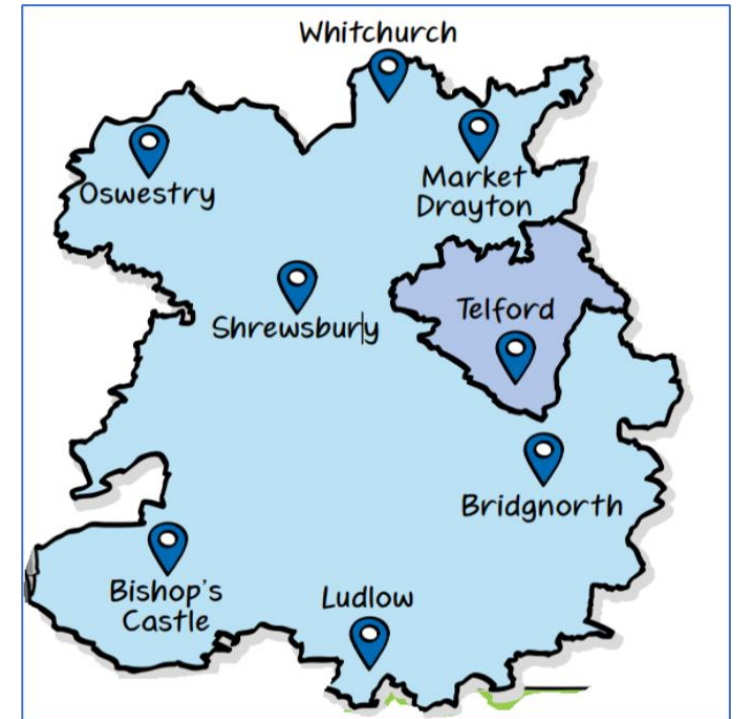 Whitchurch
Oswestry
Market
Drayton
Shrewsbury
Telford
Bridgnorth
Bishop's
Castle
Ludlow